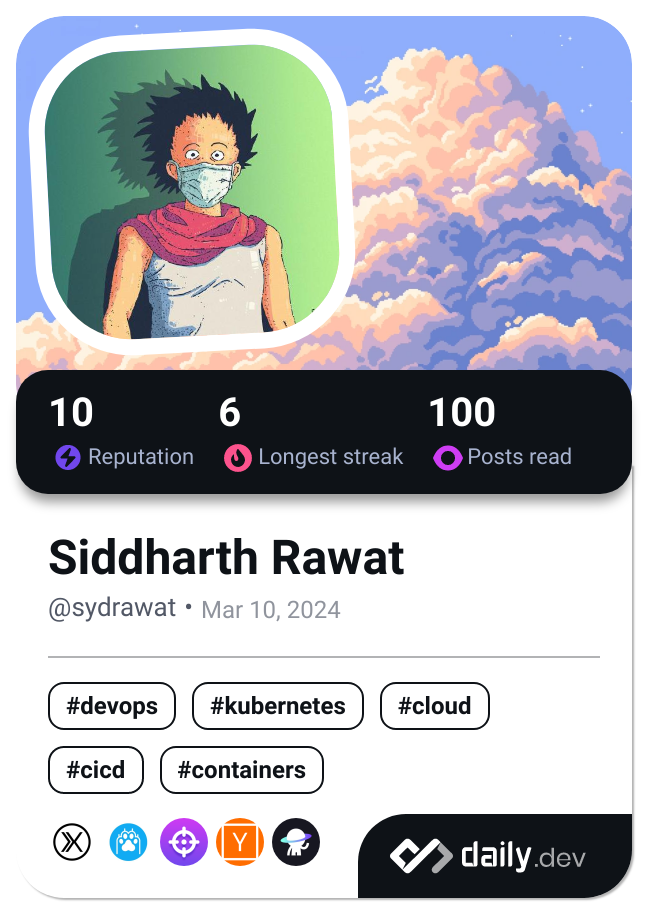 10 6 100
Reputation Longest streak Posts read
Siddharth Rawat
@sydrawat • Mar 10, 2024
#devops #kubernetes #cloud
#cicd #containers
Y
daily.dev